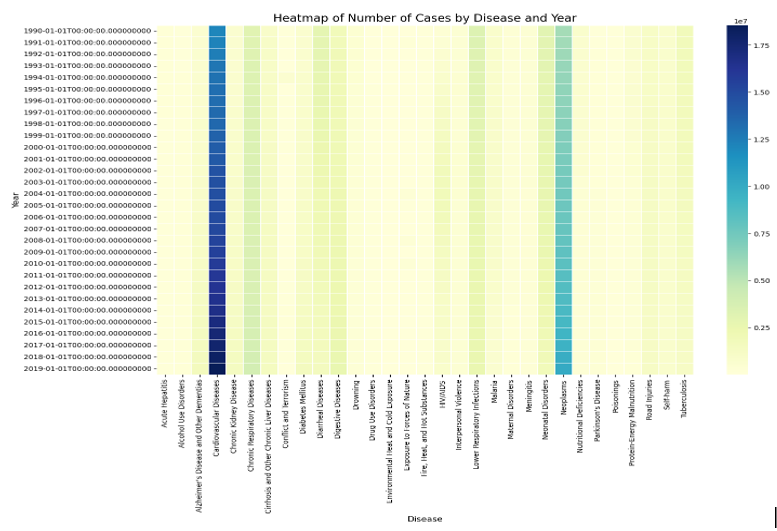 Heatmap of Number of Cases by Disease and Year
1e7
1.75
1.50
1.25
1.00
0.75
0.50
0.25
Year
1990-01-01T00:00:00.000000000
1991-01-01T00:00:00.000000000
1992-01-01T00:00:00.000000000
1993-01-01T00:00:00.000000000
1994-01-01T00:00:00.000000000
1995-01-01T00:00:00.000000000
1996-01-01T00:00:00.000000000
1997-01-01T00:00:00.000000000
1998-01-01T00:00:00.000000000
1999-01-01T00:00:00.000000000
2000-01-01T00:00:00.000000000
2001-01-01T00:00:00.000000000
2002-01-01T00:00:00.000000000
2003-01-01T00:00:00.000000000
2004-01-01T00:00:00.000000000
2005-01-01T00:00:00.000000000
2006-01-01T00:00:00.000000000
2007-01-01T00:00:00.000000000
2008-01-01T00:00:00.000000000
2009-01-01T00:00:00.000000000
2010-01-01T00:00:00.000000000
2011-01-01T00:00:00.000000000
2012-01-01T00:00:00.000000000
2013-01-01T00:00:00.000000000
2014-01-01T00:00:00.000000000
2015-01-01T00:00:00.000000000
2016-01-01T00:00:00.000000000
2017-01-01T00:00:00.000000000
2018-01-01T00:00:00.000000000
2019-01-01T00:00:00.000000000
Acute Hepatitis
Alcohol Use Disorders
Alzheimer's Disease and Other Dementias
Cardiovascular Diseases
Chronic Kidney Disease
Chronic Respiratory Diseases
Cirrhosis and Other Chronic Liver Diseases
Conflict and Terrorism
Diabetes Mellitus
Diarrheal Diseases
Digestive Diseases
Drowning
Drug Use Disorders
Environmental Heat and Cold Exposure
Exposure to Forces of Nature
Fire, Heat, and Hot Substances
HIV/AIDS
Interpersonal Violence
Lower Respiratory Infections
Malaria
Maternal Disorders
Meningitis
Neonatal Disorders
Neoplasms
Nutritional Deficiencies
Parkinson's Disease
Poisonings
Protein-Energy Malnutrition
Road Injuries
Self-harm
Tuberculosis
Disease